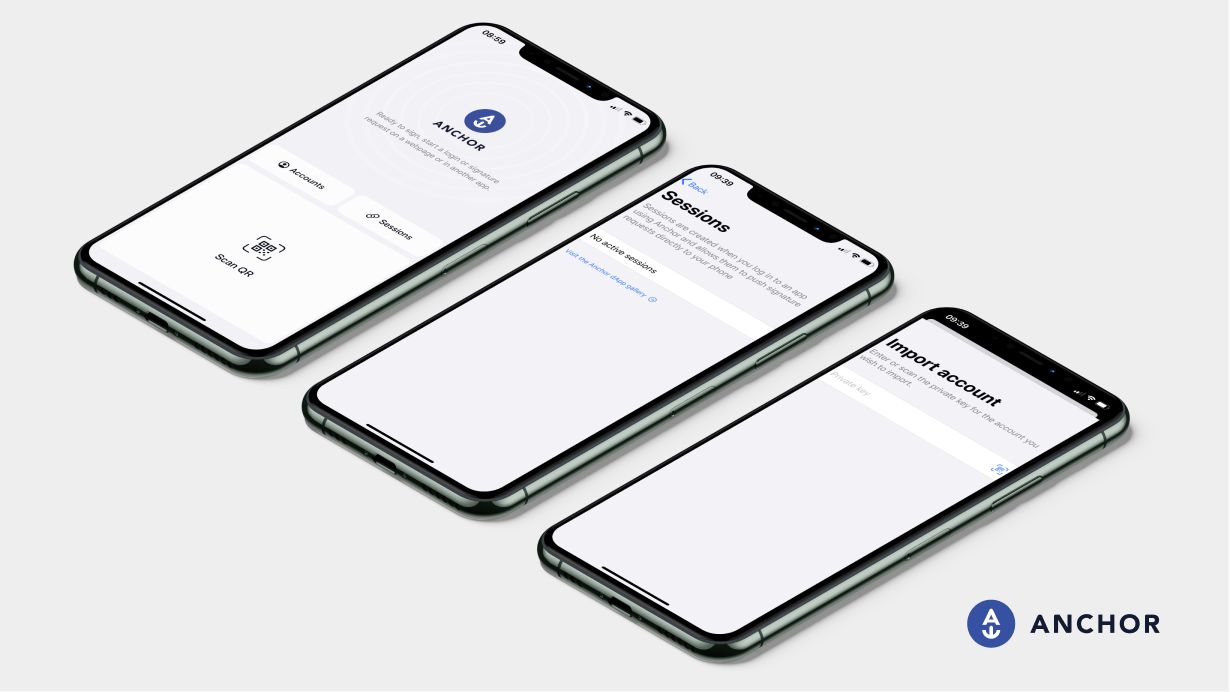 08:59
ANCHOR
Ready to sign, start a login or signature
request on a webpage or in another app.
Accounts
Sessions
Scan QR
09:39
Back
Sessions
Sessions are created when you log in to an app
using Anchor and allows them to push signature
requests directly to your phone
No active sessions
Visit the Anchor dApp gallery
09:39
Import account
Enter or scan the private key for the account you
wish to import.
Private key
ANCHOR